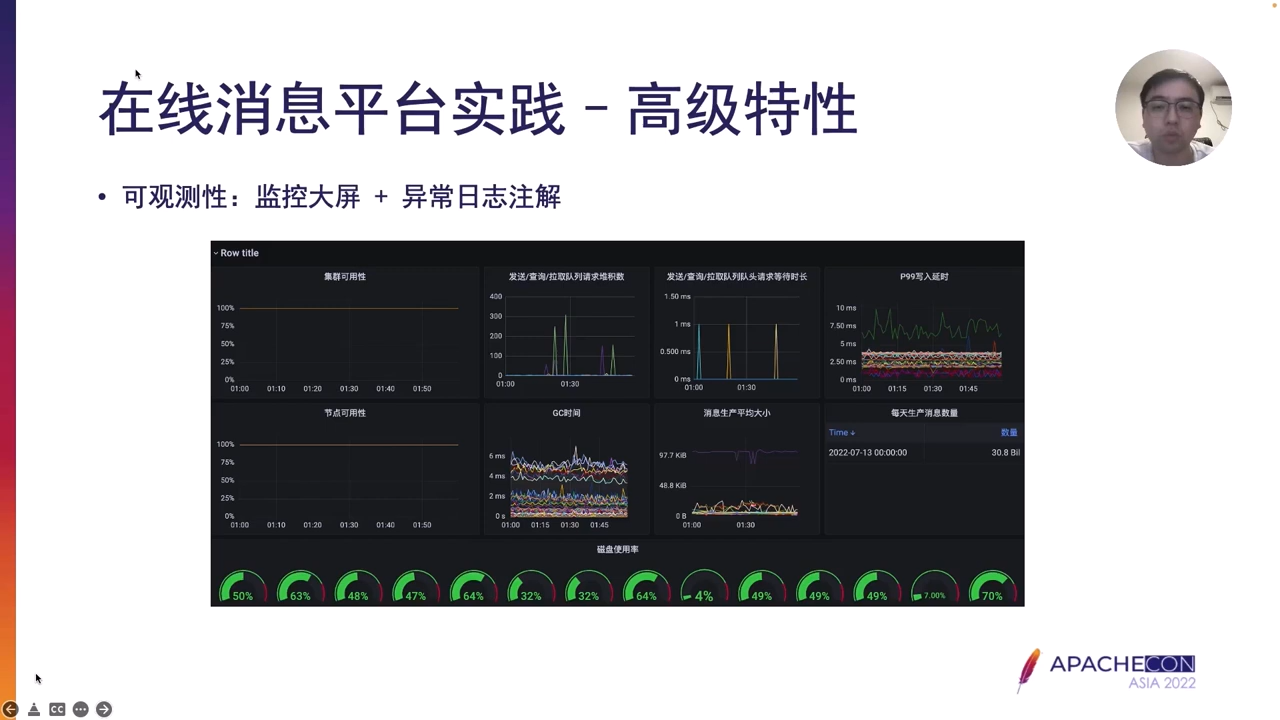 在线消息平台实践 - 高级特性
• 可观测性：监控大屏 + 异常日志注解
Row title
集群可用性
100%
75%
50%
25%
0%
01:00 01:10 01:20 01:30 01:40 01:50
发送/查询/拉取队列请求堆积数
400
300
200
100
0
01:00 01:30
发送/查询/拉取队列队头请求等待时长
1.50 ms
1 ms
0.500 ms
0 ms
01:00 01:30
P99写入延时
10 ms
7.50 ms
5 ms
2.50 ms
0 ms
01:00 01:15 01:30 01:45
节点可用性
100%
75%
50%
25%
0%
01:00 01:10 01:20 01:30 01:40 01:50
GC时间
6 ms
4 ms
2 ms
0 s
01:00 01:15 01:30 01:45
消息生产平均大小
97.7 KiB
48.8 KiB
0 B
01:00 01:30
每天生产消息数量
Time ↓ 数量
2022-07-13 00:00:00 30.8 Bil
磁盘使用率
50% 63% 48% 47% 64% 32% 32% 64% 4% 49% 49% 49% 7.00% 70%
APACHECON
ASIA 2022
CC